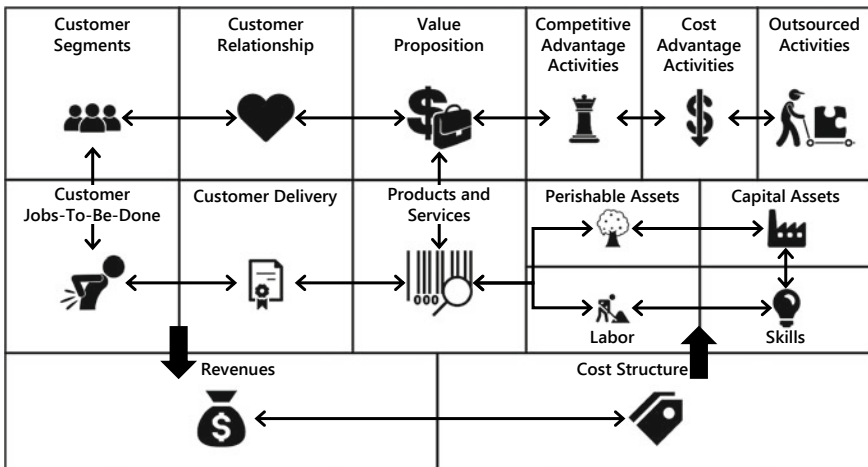 Customer
Segments
Customer
Relationship
Value
Proposition
Competitive
Advantage
Activities
Cost
Advantage
Activities
Outsourced
Activities
$
$
Customer
Jobs-To-Be-Done
Customer Delivery
Products and
Services
Perishable Assets
Capital Assets
000
Labor
Skills
Revenues
Cost Structure
$